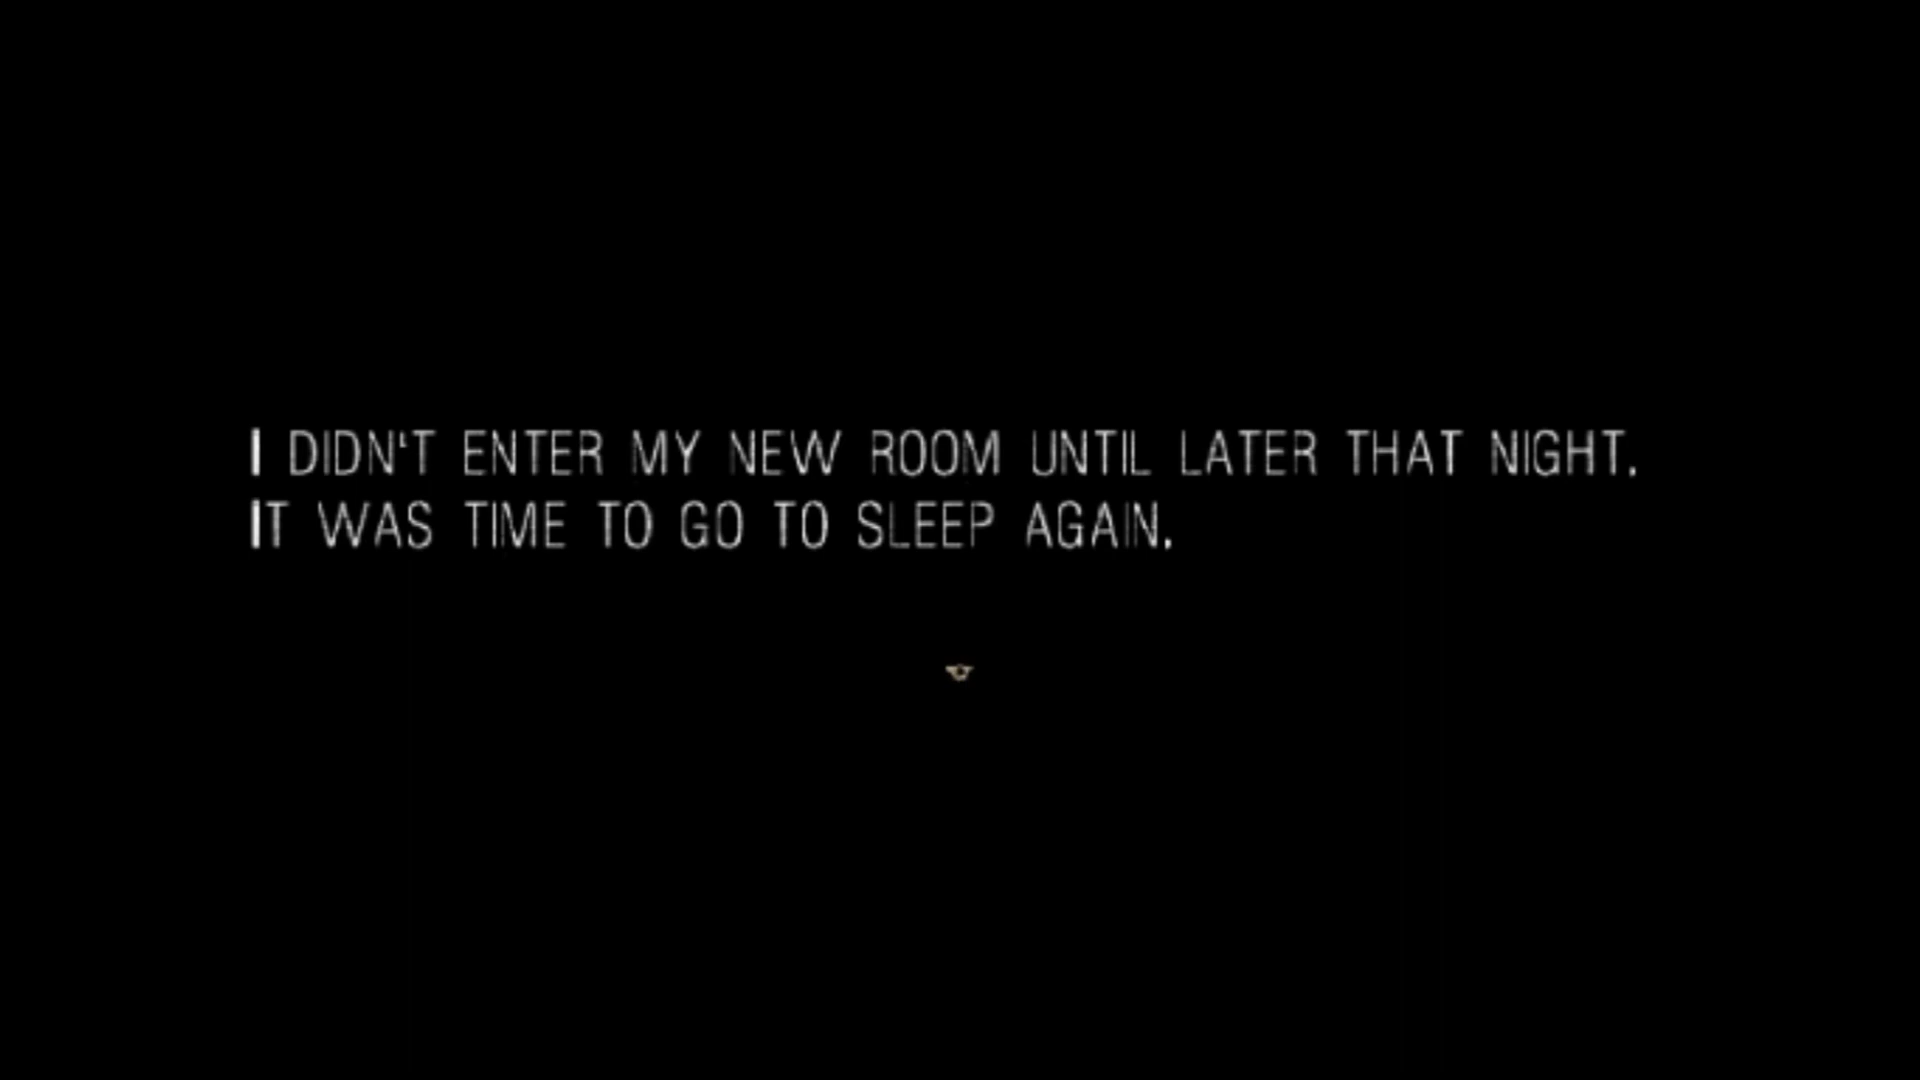 I DIDN'T ENTER MY NEW ROOM UNTIL LATER THAT NIGHT.
IT WAS TIME TO GO TO SLEEP AGAIN.